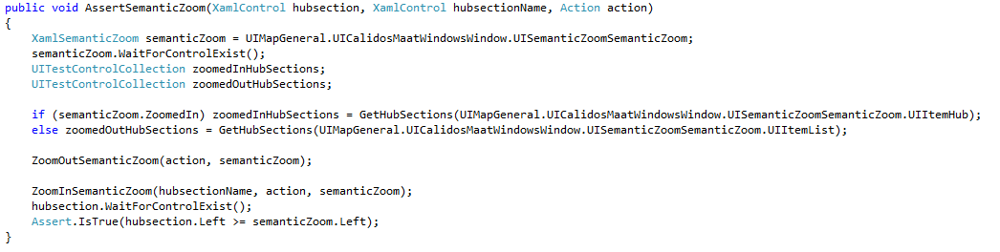 public void AssertSemanticZoom(XamlControl hubsection, XamlControl hubsectionName, Action action)
{
    XamlSemanticZoom semanticZoom = UIMapGeneral.UICalidosMaatWindowsWindow.UISemanticZoomSemanticZoom;
    semanticZoom.WaitForControlExist();
    UITestControlCollection zoomedInHubSections;
    UITestControlCollection zoomedOutHubSections;

    if (semanticZoom.ZoomedIn) zoomedInHubSections = GetHubSections(UIMapGeneral.UICalidosMaatWindowsWindow.UISemanticZoomSemanticZoom.UIItemHub);
    else zoomedOutHubSections = GetHubSections(UIMapGeneral.UICalidosMaatWindowsWindow.UISemanticZoomSemanticZoom.UIItemList);

    ZoomOutSemanticZoom(action, semanticZoom);

    ZoomInSemanticZoom(hubsectionName, action, semanticZoom);
    hubsection.WaitForControlExist();
    Assert.IsTrue(hubsection.Left >= semanticZoom.Left);
}